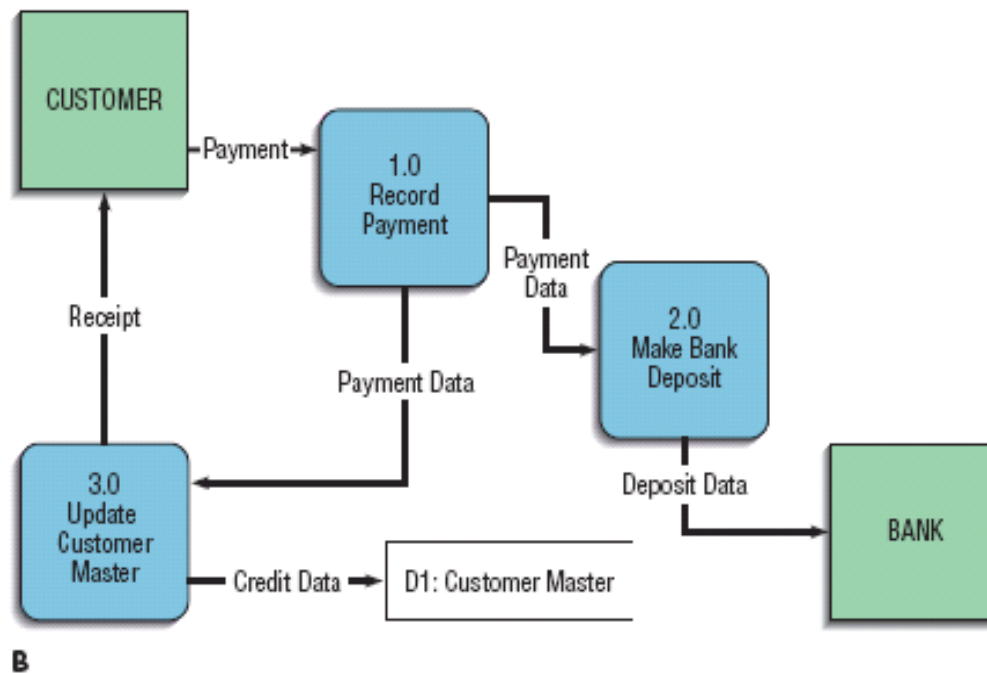 CUSTOMER
Payment
1.0
Record
Payment
Payment
Data
2.0
Make Bank
Deposit
Receipt
Payment Data
3.0
Update
Customer
Master
Deposit Data
BANK
Credit Data
D1: Customer Master
B